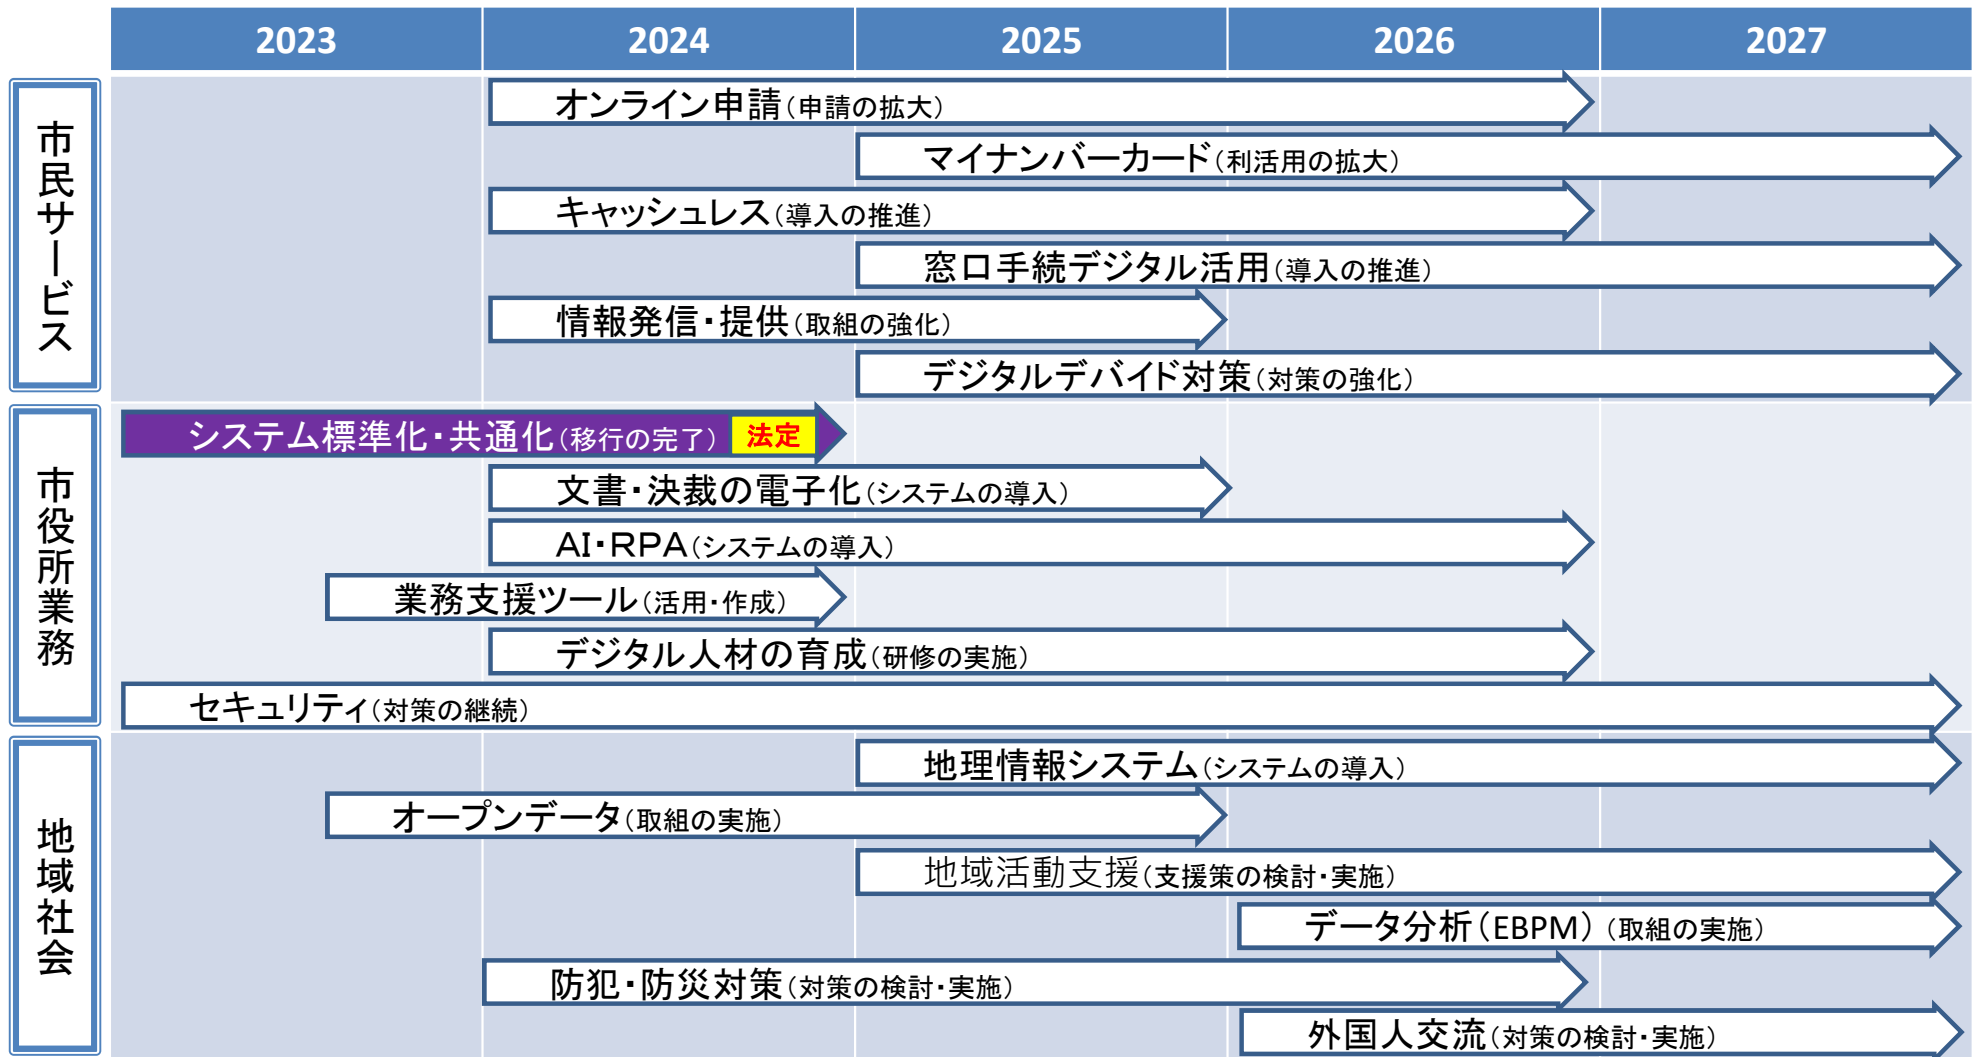 2023 2024 2025 2026 2027
市民サービス
オンライン申請(申請の拡大)
マイナンバーカード(利活用の拡大)
キャッシュレス(導入の推進)
窓口手続デジタル活用(導入の推進)
情報発信・提供(取組の強化)
デジタルデバイド対策(対策の強化)
市役所業務
システム標準化・共通化(移行の完了) 法定
文書・決裁の電子化(システムの導入)
AI・RPA(システムの導入)
業務支援ツール(活用・作成)
デジタル人材の育成(研修の実施)
セキュリティ(対策の継続)
地域社会
地理情報システム(システムの導入)
オープンデータ(取組の実施)
地域活動支援(支援策の検討・実施)
データ分析(EBPM)(取組の実施)
防犯・防災対策(対策の検討・実施)
外国人交流(対策の検討・実施)